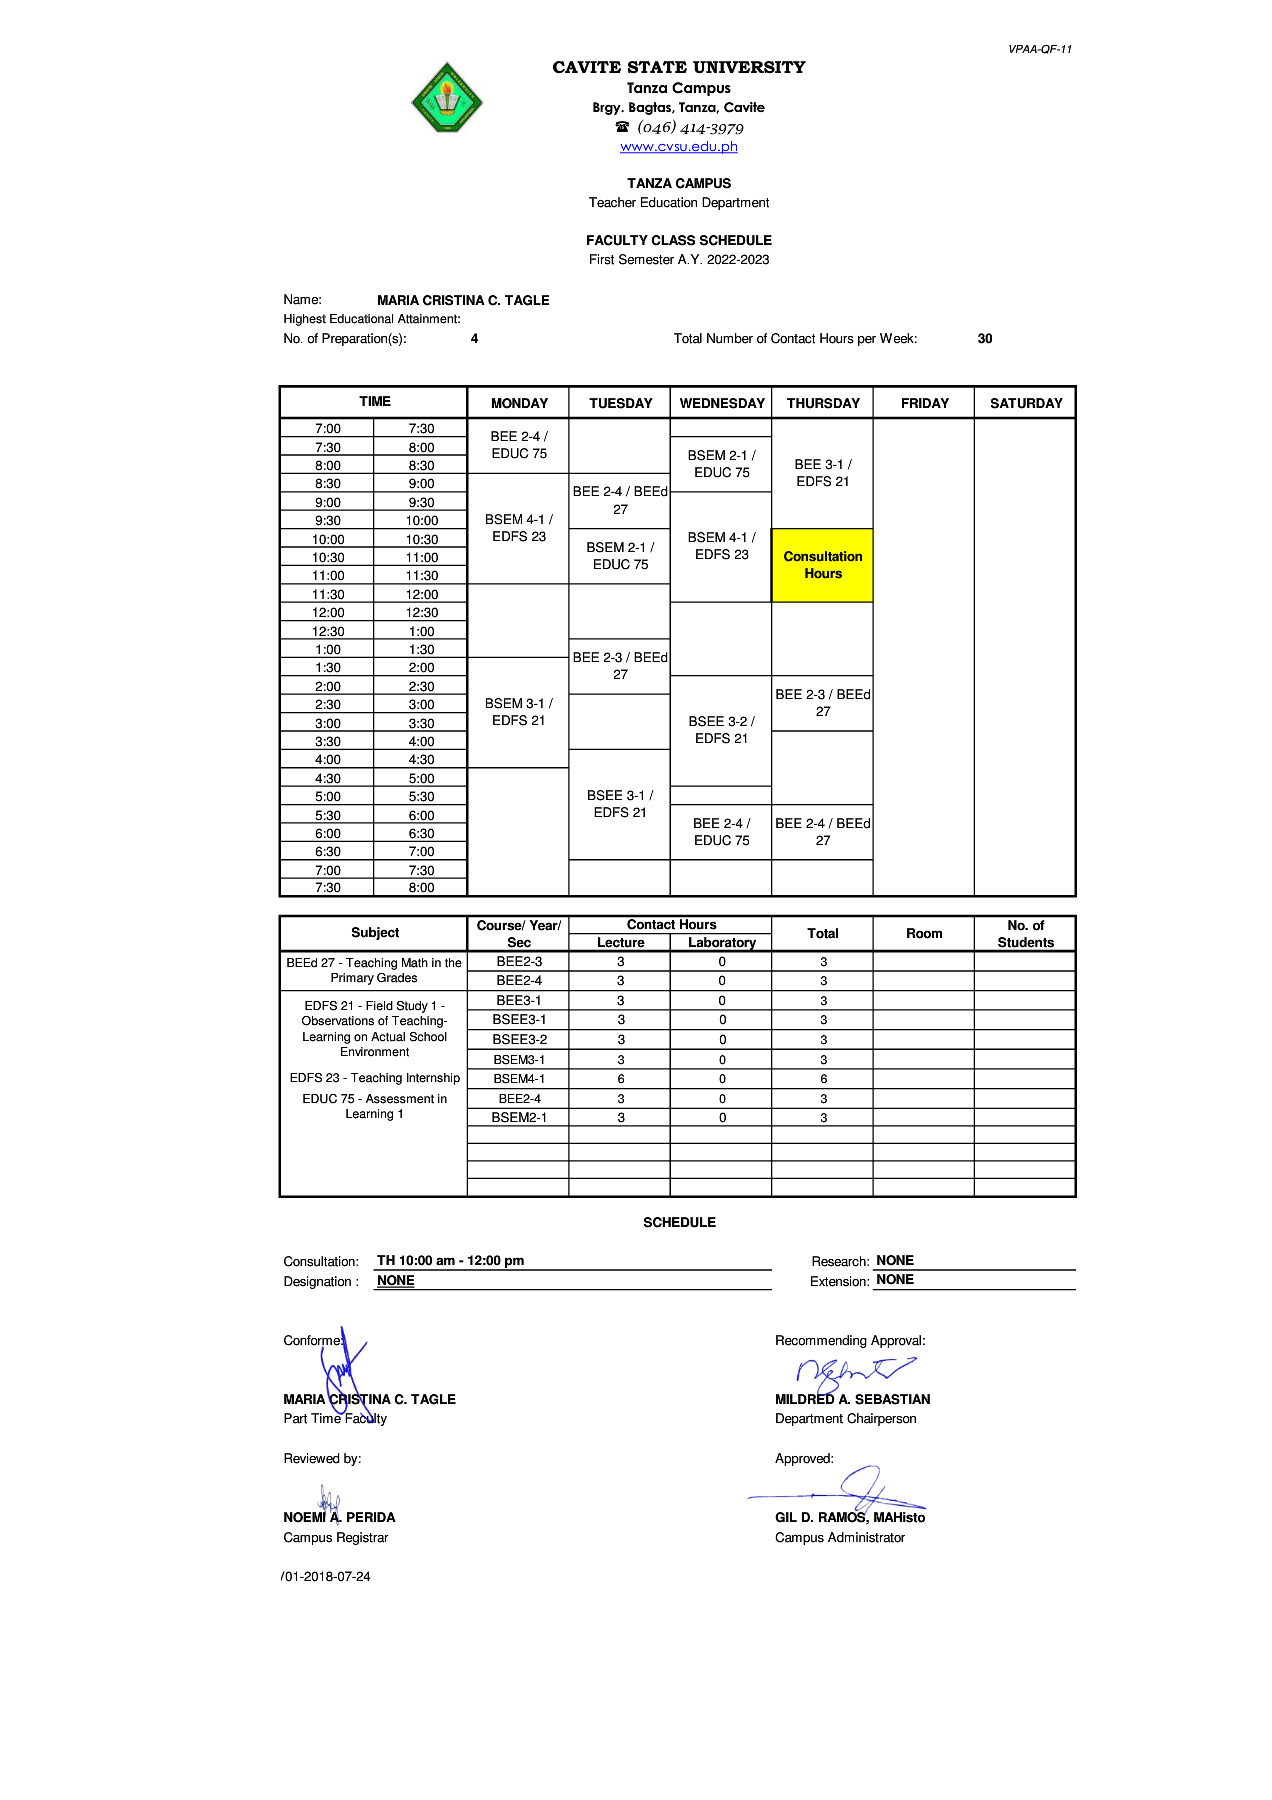 VPAA-QF-11
CAVITE STATE UNIVERSITY
Tanza Campus
Brgy. Bagtas, Tanza, Cavite
☎ (046) 414-3979
www.cvsu.edu.ph
TANZA CAMPUS
Teacher Education Department
FACULTY CLASS SCHEDULE
First Semester A.Y. 2022-2023
Name: MARIA CRISTINA C. TAGLE
Highest Educational Attainment:
No. of Preparation(s): 4 Total Number of Contact Hours per Week: 30
TIME MONDAY TUESDAY WEDNESDAY THURSDAY FRIDAY SATURDAY
7:00 7:30
7:30 8:00
8:00 8:30
8:30 9:00
9:00 9:30
9:30 10:00
10:00 10:30
10:30 11:00
11:00 11:30
11:30 12:00
12:00 12:30
12:30 1:00
1:00 1:30
1:30 2:00
2:00 2:30
2:30 3:00
3:00 3:30
3:30 4:00
4:00 4:30
4:30 5:00
5:00 5:30
5:30 6:00
6:00 6:30
6:30 7:00
7:00 7:30
7:30 8:00
BEE 2-4 /
EDUC 75
BSEM 4-1 /
EDFS 23
BSEM 3-1 /
EDFS 21
BEE 2-4 / BEEd
27
BSEM 2-1 /
EDUC 75
BEE 2-3 / BEEd
27
BSEE 3-1 /
EDFS 21
BSEM 2-1 /
EDUC 75
BSEM 4-1 /
EDFS 23
BSEE 3-2 /
EDFS 21
BEE 2-4 /
EDUC 75
BEE 3-1 /
EDFS 21
Consultation
Hours
BEE 2-3 / BEEd
27
BEE 2-4 / BEEd
27
Subject Course/ Year/ Contact Hours Total Room No. of
Sec Lecture Laboratory Students
BEEd 27 - Teaching Math in the
Primary Grades
EDFS 21 - Field Study 1 -
Observations of Teaching-
Learning on Actual School
Environment
EDFS 23 - Teaching Internship
EDUC 75 - Assessment in
Learning 1
BEE2-3 3 0 3
BEE2-4 3 0 3
BEE3-1 3 0 3
BSEE3-1 3 0 3
BSEE3-2 3 0 3
BSEM3-1 3 0 3
BSEM4-1 6 0 6
BEE2-4 3 0 3
BSEM2-1 3 0 3
SCHEDULE
Consultation: TH 10:00 am - 12:00 pm Research: NONE
Designation : NONE Extension: NONE
Conforme: Recommending Approval:
MARIA CRISTINA C. TAGLE MILDRED A. SEBASTIAN
Part Time Faculty Department Chairperson
Reviewed by: Approved:
NOEMI A. PERIDA GIL D. RAMOS, MAHisto
Campus Registrar Campus Administrator
/01-2018-07-24